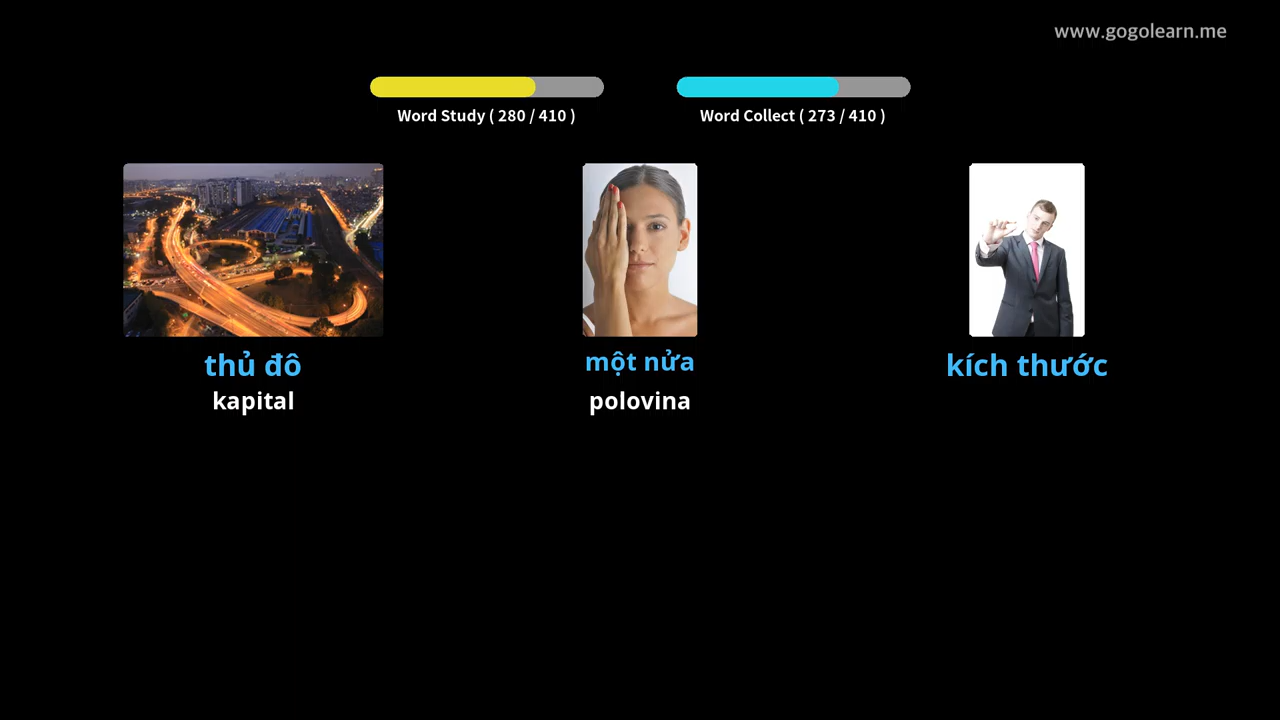 www.gogolearn.me
Word Study ( 280 / 410 )
Word Collect ( 273 / 410 )
thủ đô
kapital
một nửa
polovina
kích thước